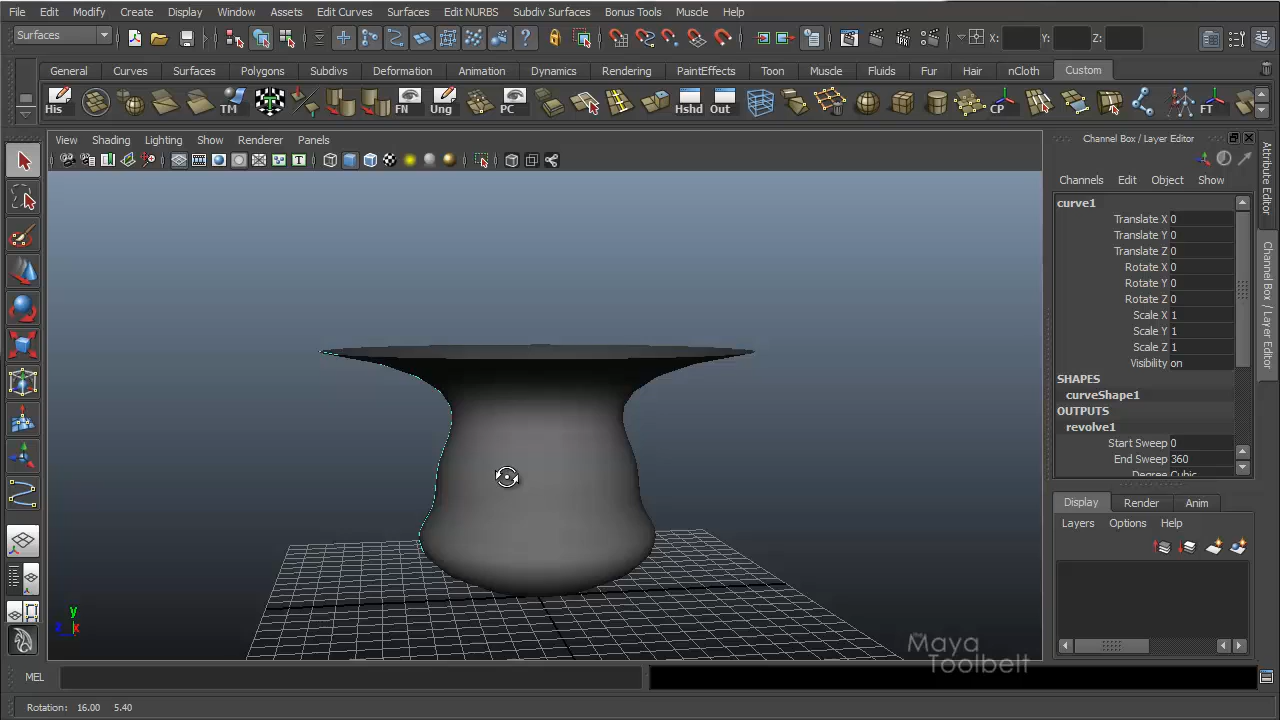 File Edit Modify Create Display Window Assets Edit Curves Surfaces Edit NURBS Subdiv Surfaces Bonus Tools Muscle Help
Surfaces X: Y: Z:
General Curves Surfaces Polygons Subdivs Deformation Animation Dynamics Rendering PaintEffects Toon Muscle Fluids Fur Hair nCloth Custom
His TM FN Ung PC Hshd Out CP FT
View Shading Lighting Show Renderer Panels
Channel Box / Layer Editor
Channels Edit Object Show
curve1
Translate X 0
Translate Y 0
Translate Z 0
Rotate X 0
Rotate Y 0
Rotate Z 0
Scale X 1
Scale Y 1
Scale Z 1
Visibility on
SHAPES
curveShape1
OUTPUTS
revolve1
Start Sweep 0
End Sweep 360
Degree Cubic
Attribute Editor
Channel Box / Layer Editor
Display Render Anim
Layers Options Help
y
z x
The Maya Toolbelt
MEL
Rotation: 16.00 5.40